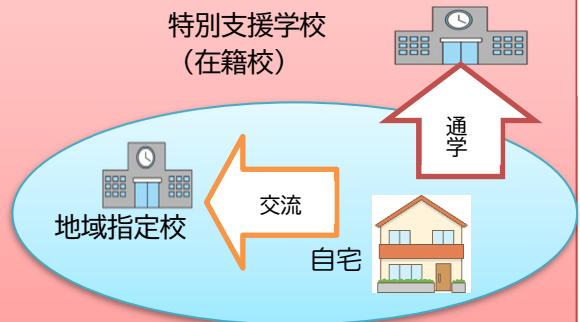 特別支援学校
（在籍校）
通学
交流
地域指定校
自宅